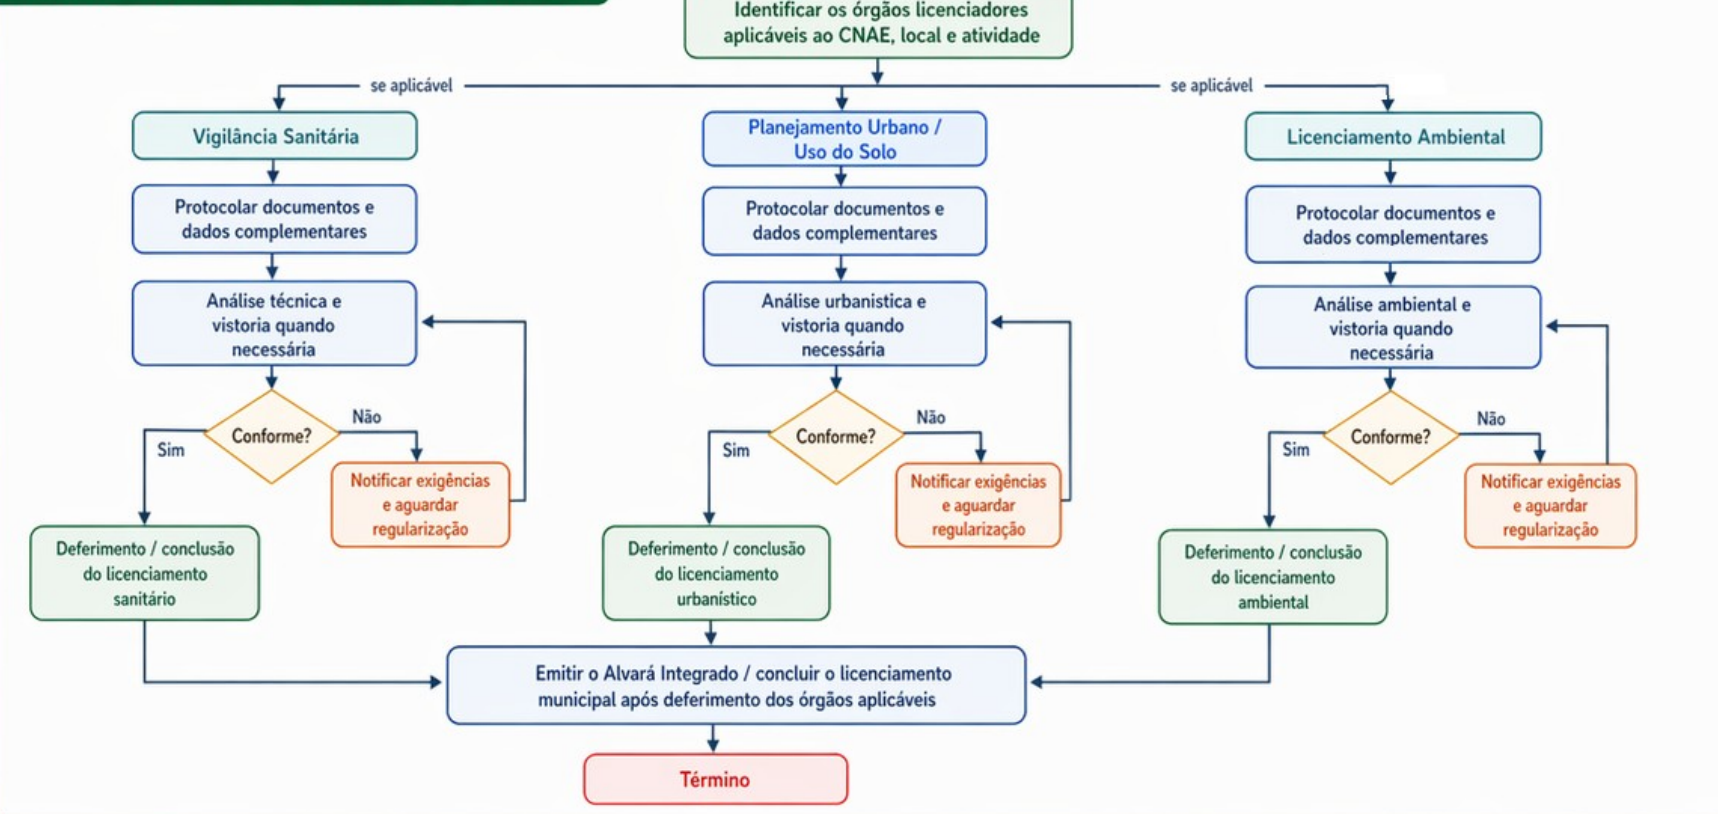 Identificar os órgãos licenciadores
aplicáveis ao CNAE, local e atividade
se aplicável
se aplicável
Vigilância Sanitária
Protocolar documentos e
dados complementares
Análise técnica e
vistoria quando
necessária
Conforme?
Sim
Não
Notificar exigências
e aguardar
regularização
Deferimento / conclusão
do licenciamento
sanitário
Planejamento Urbano /
Uso do Solo
Protocolar documentos e
dados complementares
Análise urbanistica e
vistoria quando
necessária
Conforme?
Sim
Não
Notificar exigências
e aguardar
regularização
Deferimento / conclusão
do licenciamento
urbanístico
Licenciamento Ambiental
Protocolar documentos e
dados complementares
Análise ambiental e
vistoria quando
necessária
Conforme?
Sim
Não
Notificar exigências
e aguardar
regularização
Deferimento / conclusão
do licenciamento
ambiental
Emitir o Alvará Integrado / concluir o licenciamento
municipal após deferimento dos órgãos aplicáveis
Término